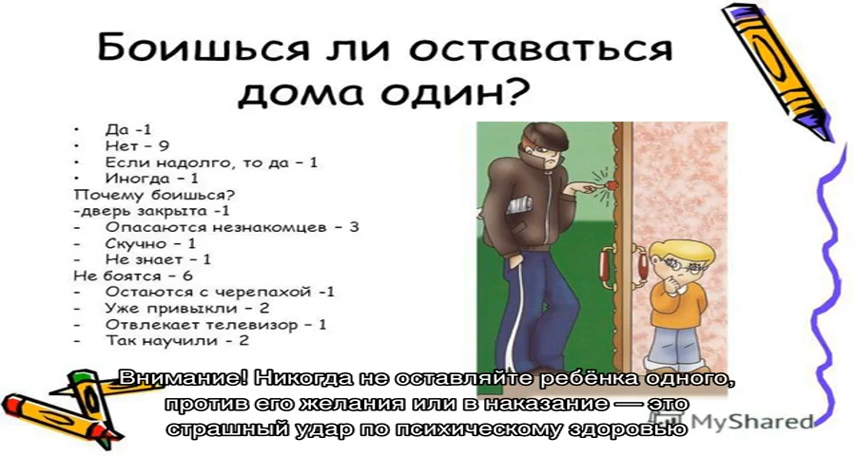 Боишься ли оставаться
дома один?
• Да -1
• Нет – 9
• Если надолго, то да – 1
• Иногда – 1
Почему боишься?
-дверь закрыта -1
- Опасаются незнакомцев – 3
- Скучно – 1
- Не знает – 1
Не боятся – 6
- Остаются с черепахой -1
- Уже привыкли – 2
- Отвлекает телевизор – 1
- Так научили - 2
Внимание! Никогда не оставляйте ребёнка одного,
против его желания или в наказание — это
страшный удар по психическому здоровью
MyShared